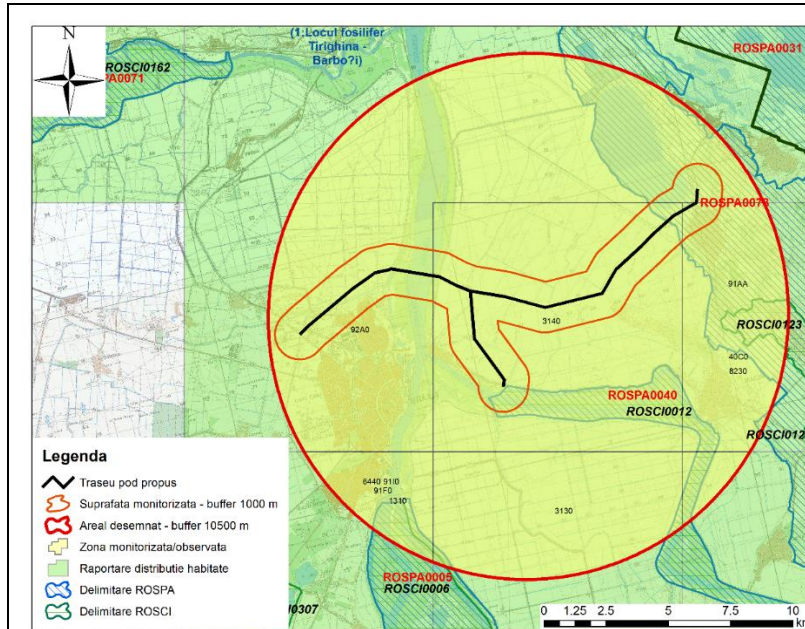 (1:Locul fosilifer
Tirighina -
Barbo?i)
ROSCI0162
PA0071
ROSPA0031
ROSPA0073
91AA
92A0
3140
ROSCI0123
40C0
8230
ROSPA0040
ROSCI0012
ROSCI012
6440 91I0
91F0
1310
3130
ROSPA0005
ROSCI0006
I0307
Legenda
Traseu pod propus
Suprafata monitorizata - buffer 1000 m
Areal desemnat - buffer 10500 m
Zona monitorizata/observata
Raportare distributie habitate
Delimitare ROSPA
Delimitare ROSCI
0 1.25 2.5 5 7.5 10
km